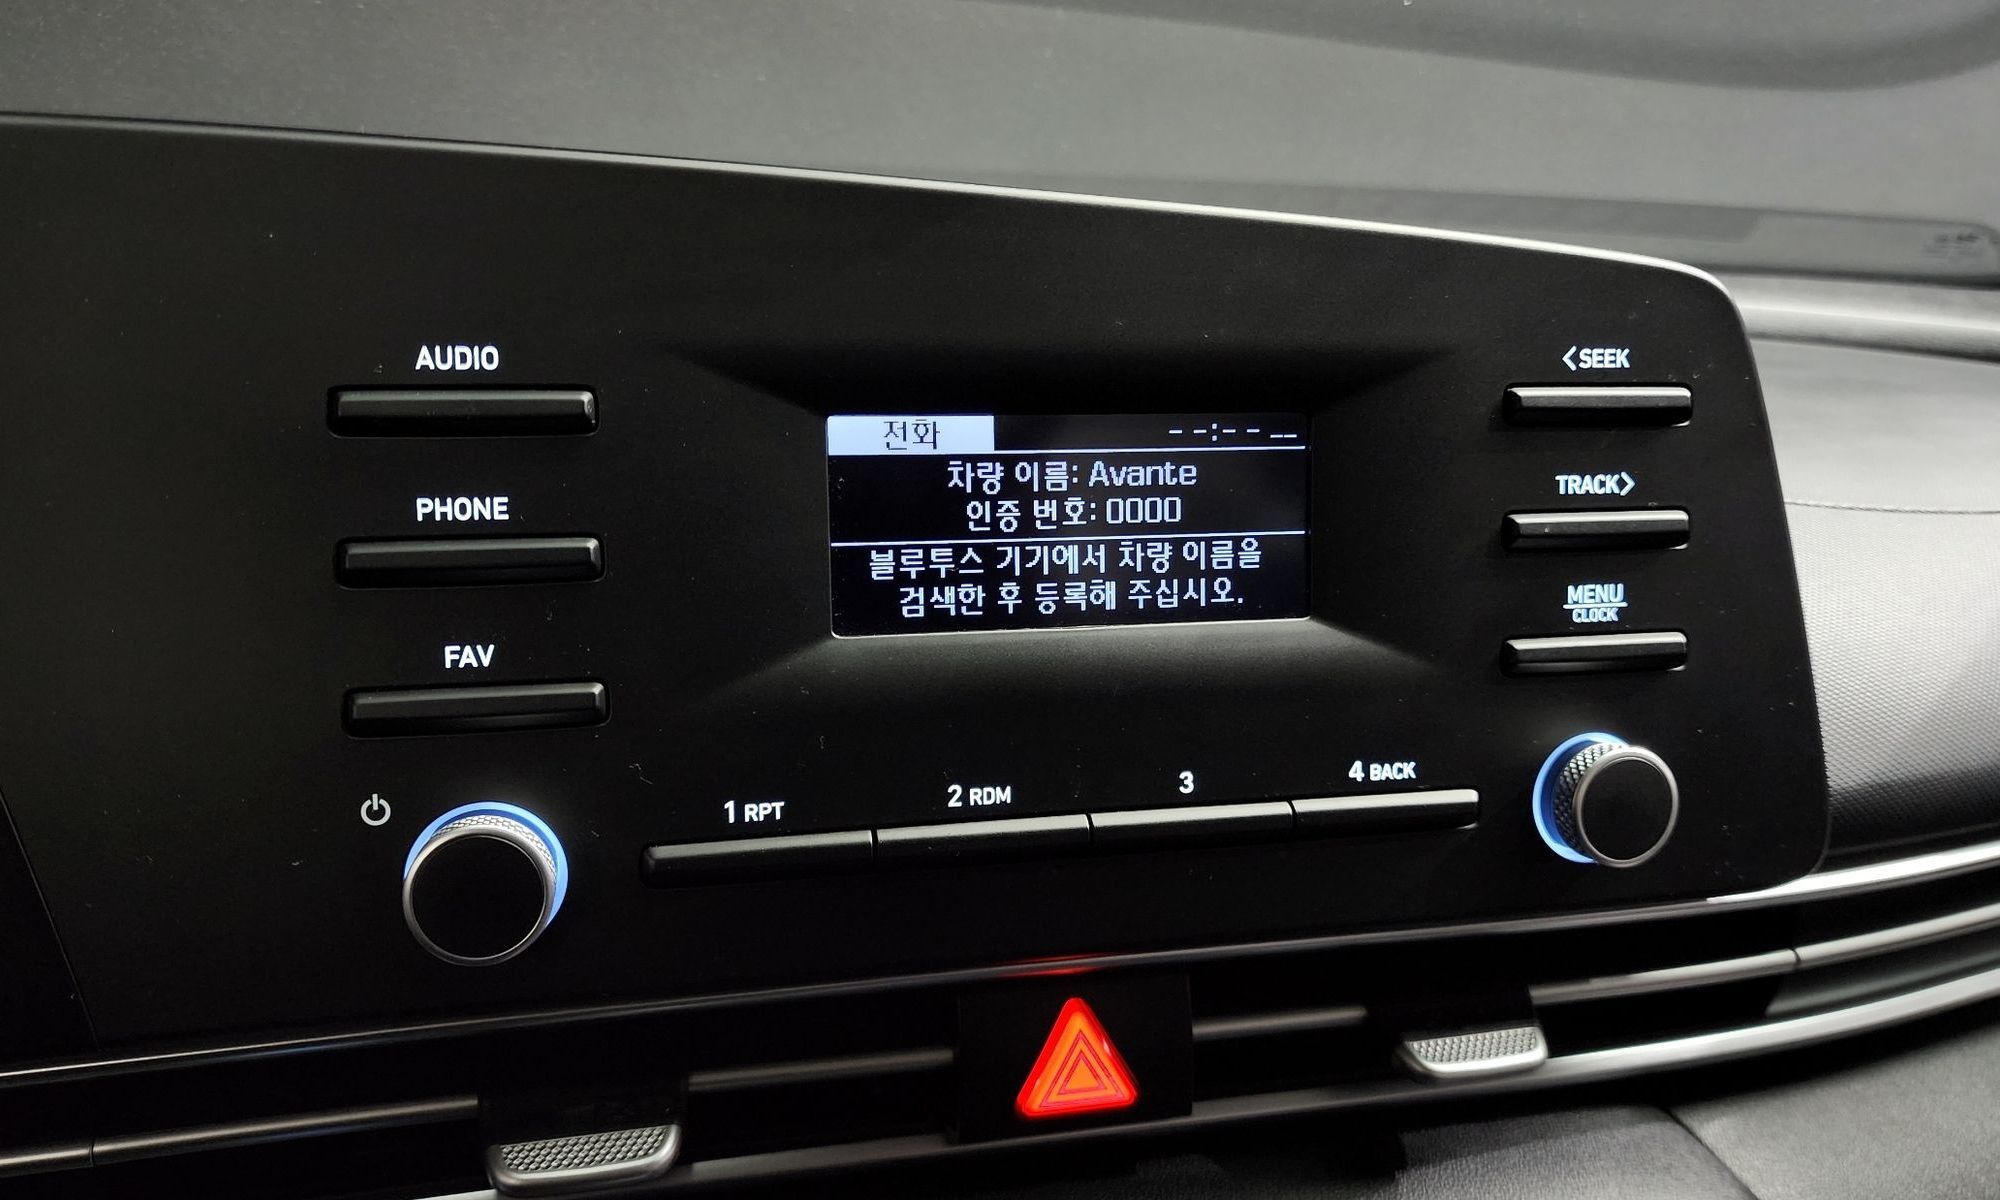 AUDIO
PHONE
FAV
전화 --:-- --
차량 이름: Avante
인증 번호: 0000
블루투스 기기에서 차량 이름을
검색한 후 등록해 주십시오.
<SEEK
TRACK>
MENU
CLOCK
1 RPT
2 RDM
3
4 BACK